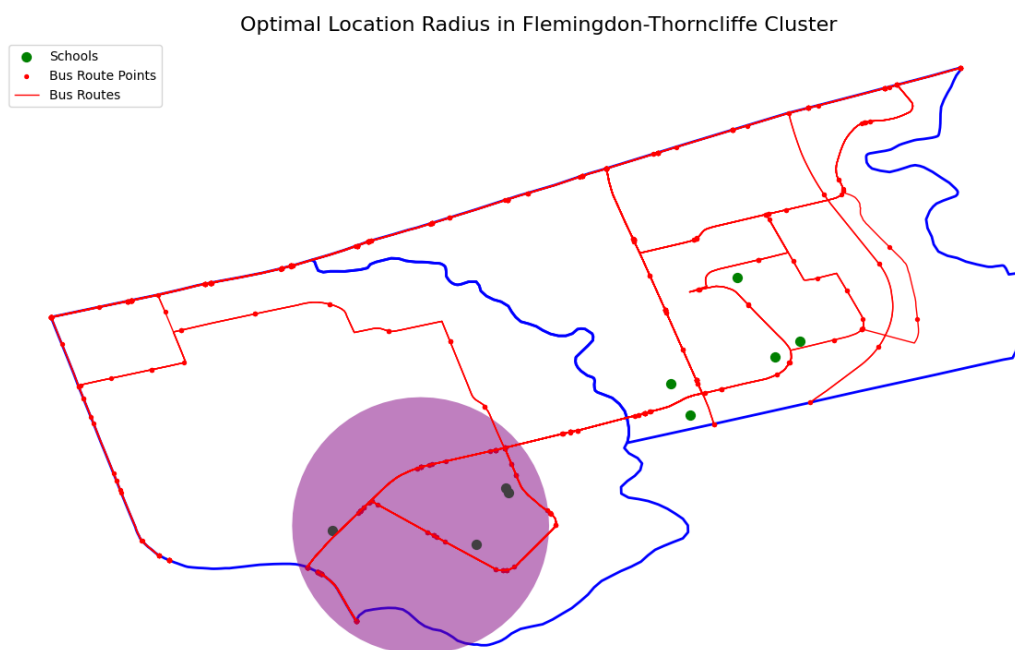 Optimal Location Radius in Flemingdon-Thorncliffe Cluster
Schools
Bus Route Points
Bus Routes